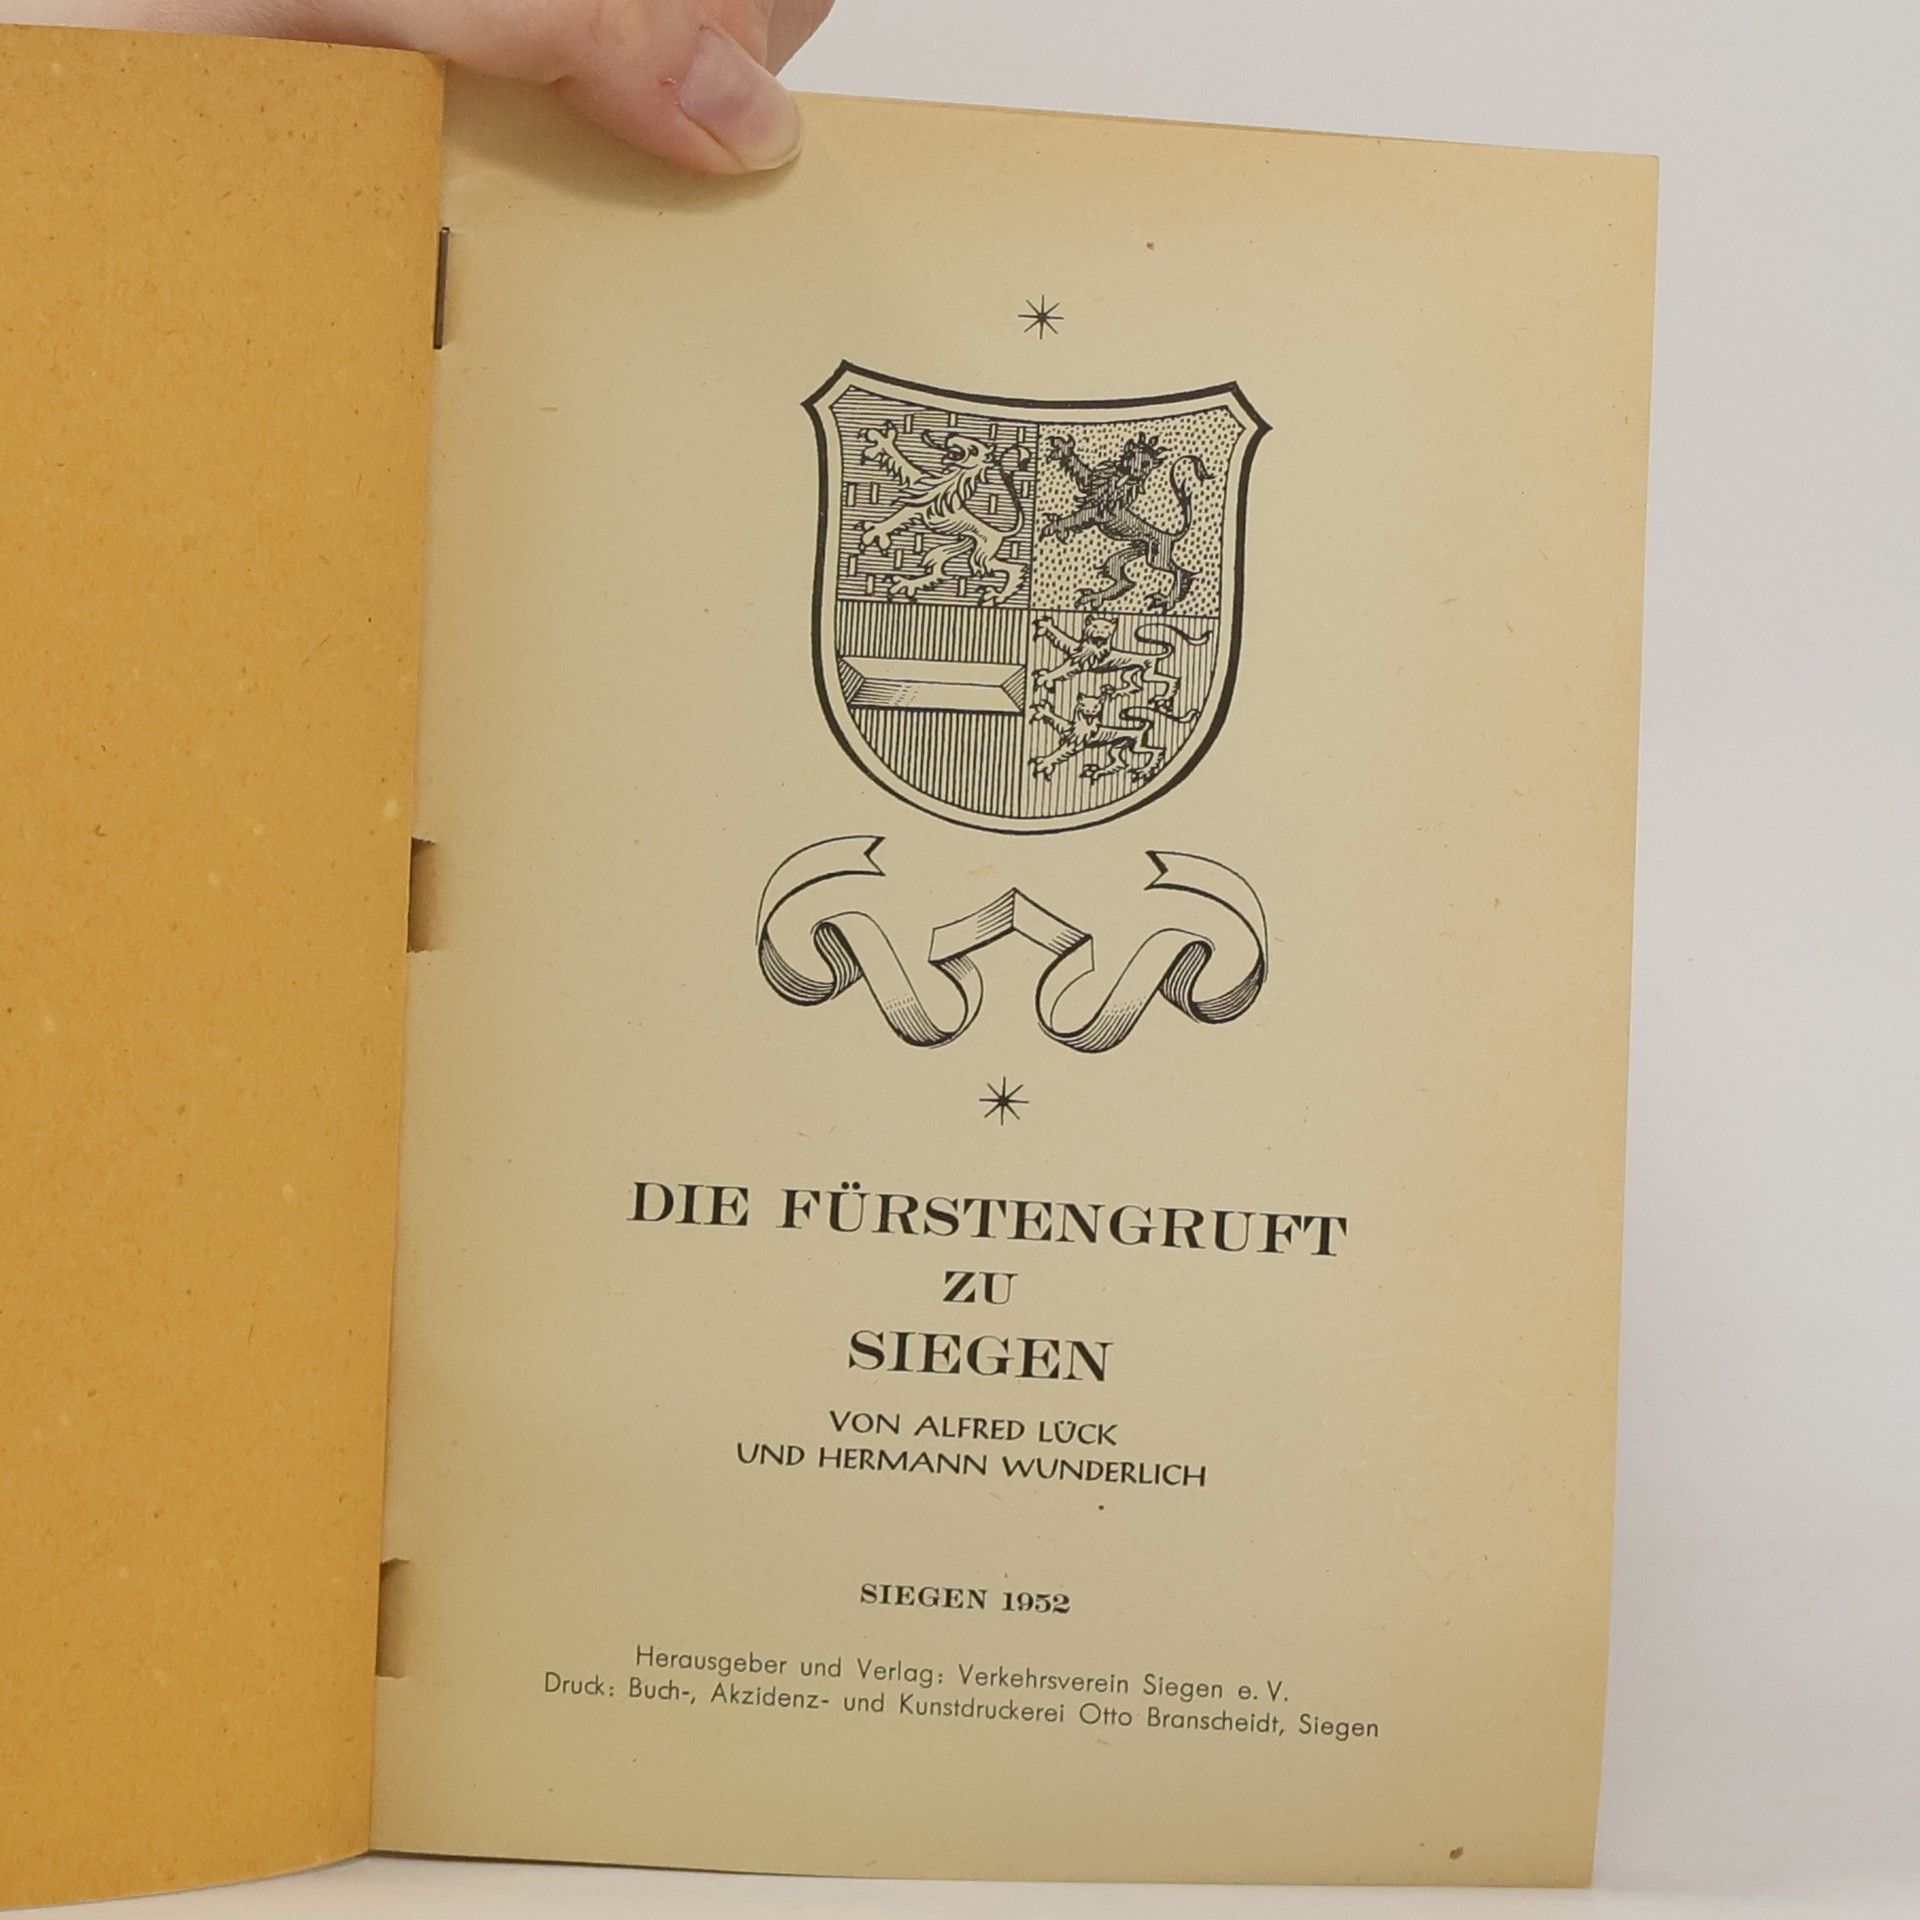 DIE FÜRSTENGRUFT
ZU
SIEGEN
VON ALFRED LÜCK
UND HERMANN WUNDERLICH
SIEGEN 1952
Herausgeber und Verlag: Verkehrsverein Siegen e. V.
Druck: Buch-, Akzidenz- und Kunstdruckerei Otto Branscheidt, Siegen